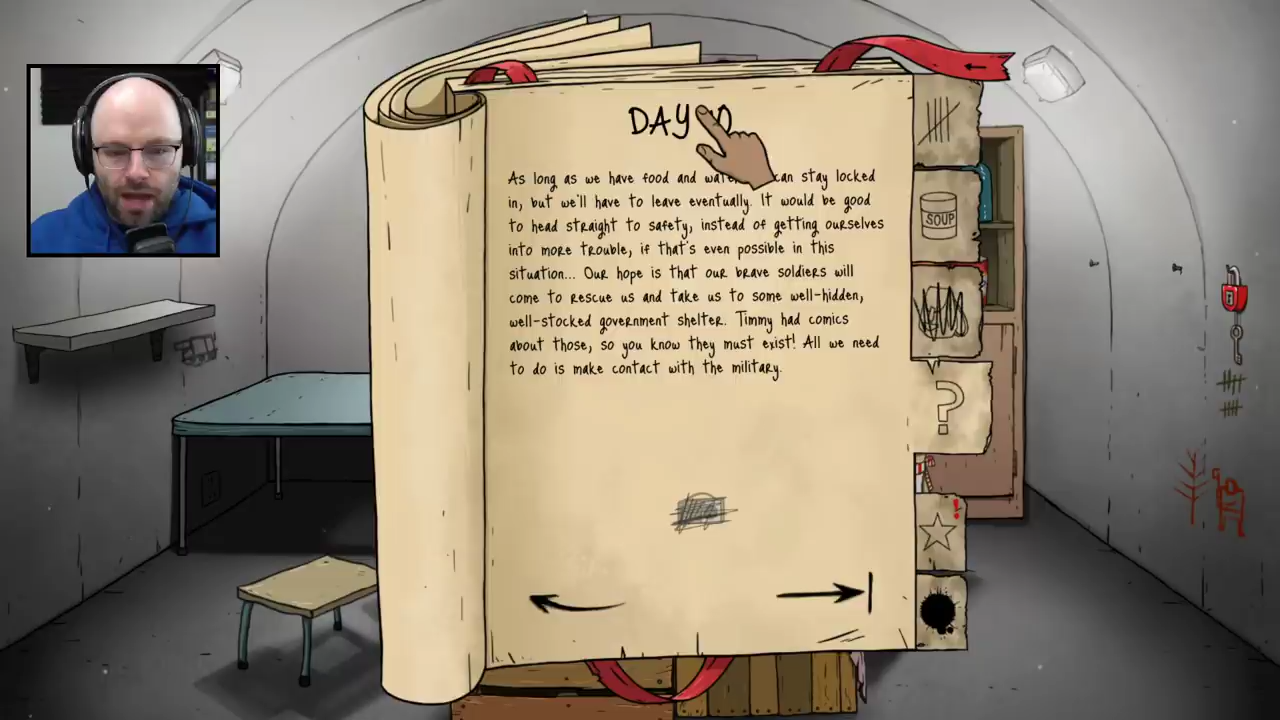 DAY
As long as we have food and can stay locked
in, but we'll have to leave eventually. It would be good
to head straight to safety, instead of getting ourselves
into more trouble, if that's even possible in this
situation... Our hope is that our brave soldiers will
come to rescue us and take us to some well-hidden,
well-stocked government shelter. Timmy had comics
about those, so you know they must exist! All we need
to do is make contact with the military.
SOUP